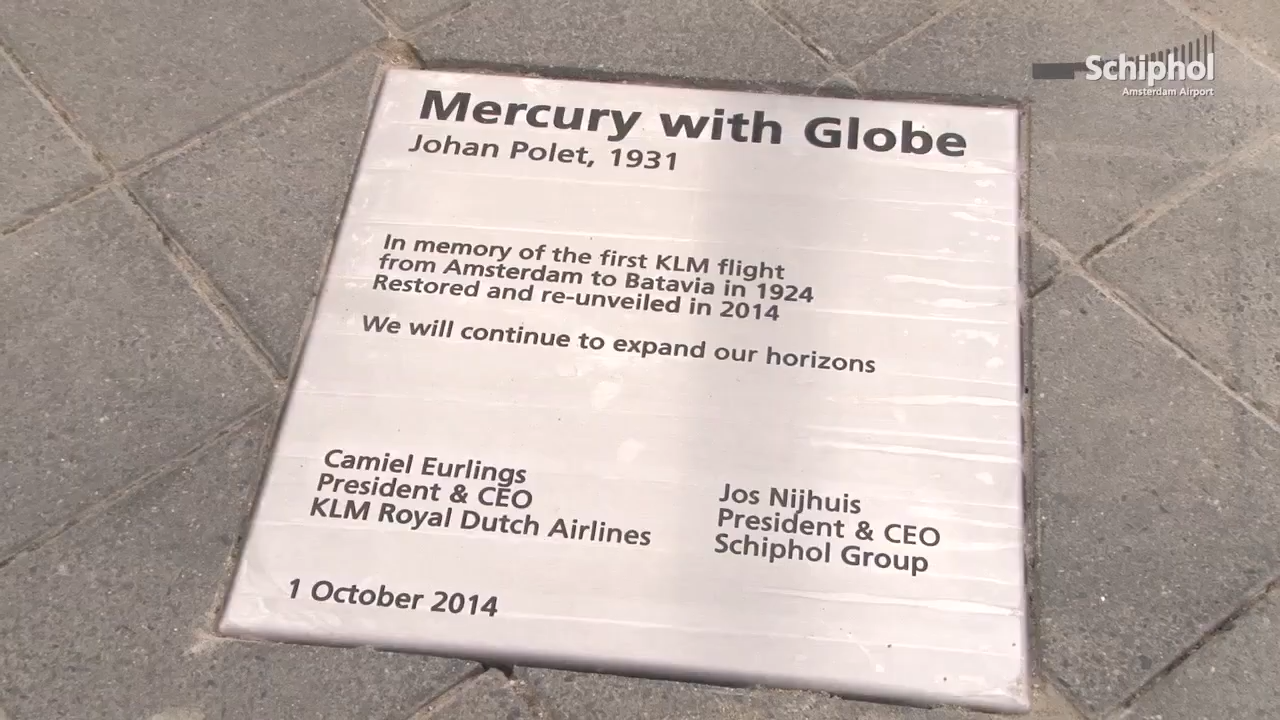 Schiphol
Amsterdam Airport
Mercury with Globe
Johan Polet, 1931
In memory of the first KLM flight
from Amsterdam to Batavia in 1924
Restored and re-unveiled in 2014
We will continue to expand our horizons
Camiel Eurlings
President & CEO
KLM Royal Dutch Airlines
Jos Nijhuis
President & CEO
Schiphol Group
1 October 2014